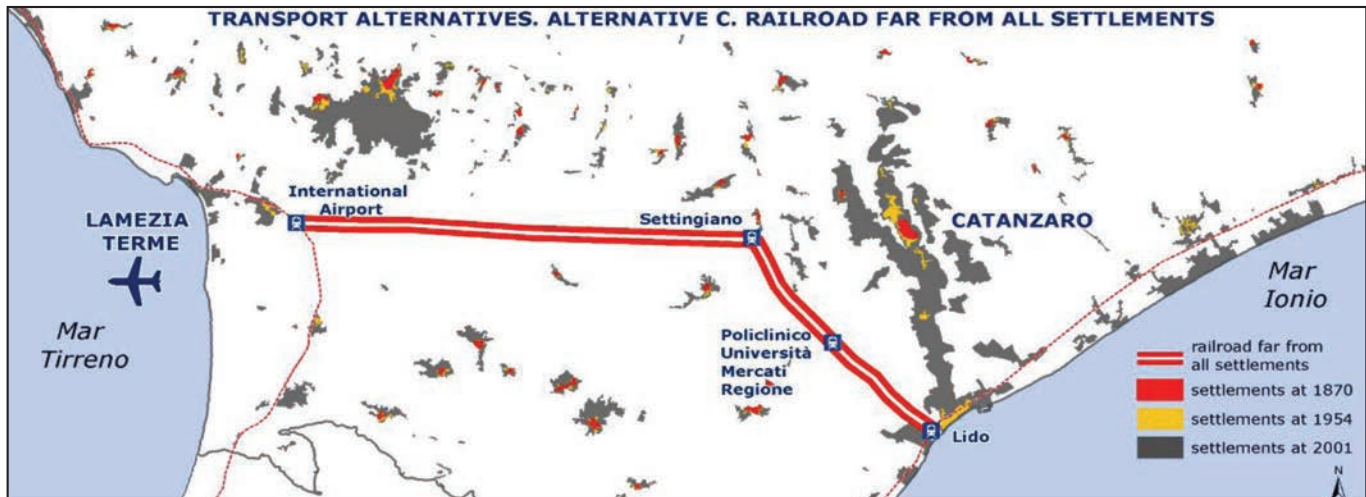 TRANSPORT ALTERNATIVES. ALTERNATIVE C. RAILROAD FAR FROM ALL SETTLEMENTS
International
Airport
LAMEZIA
TERME
Settingiano
CATANZARO
Mar
Tirreno
Mar
Ionio
Policlinico
Università
Mercati
Regione
Lido
railroad far from
all settlements
settlements at 1870
settlements at 1954
settlements at 2001
N